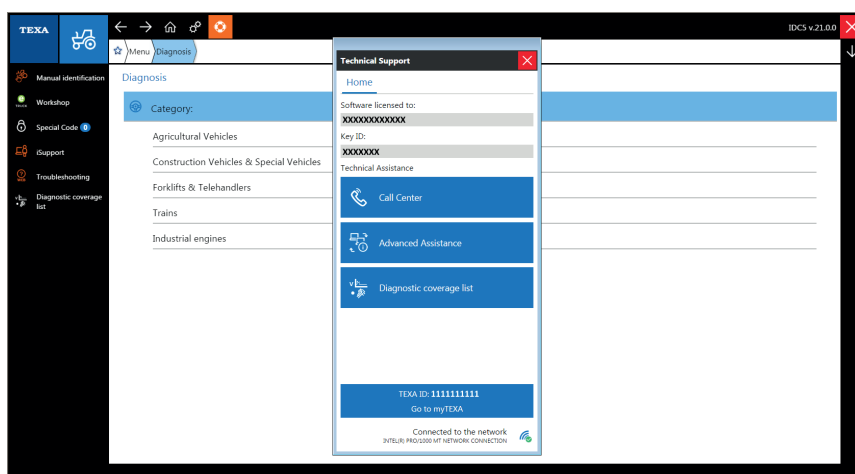 TEXA
IDC5 v.21.0.0
Menu
Diagnosis
Manual identification
Workshop
Special Code 0
iSupport
Troubleshooting
Diagnostic coverage
list
Diagnosis
Category:
Agricultural Vehicles
Construction Vehicles & Special Vehicles
Forklifts & Telehandlers
Trains
Industrial engines
Technical Support
Home
Software licensed to:
XXXXXXXXXXXX
Key ID:
XXXXXXX
Technical Assistance
Call Center
Advanced Assistance
Diagnostic coverage list
TEXA ID: 1111111111
Go to myTEXA
Connected to the network
INTEL(R) PRO/1000 MT NETWORK CONNECTION